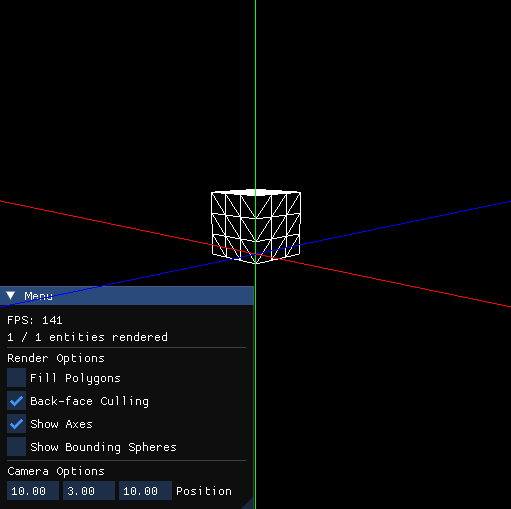 Menu
FPS: 141
1 / 1 entities rendered
Render Options
Fill Polygons
Back-face Culling
Show Axes
Show Bounding Spheres
Camera Options
10.00 3.00 10.00 Position